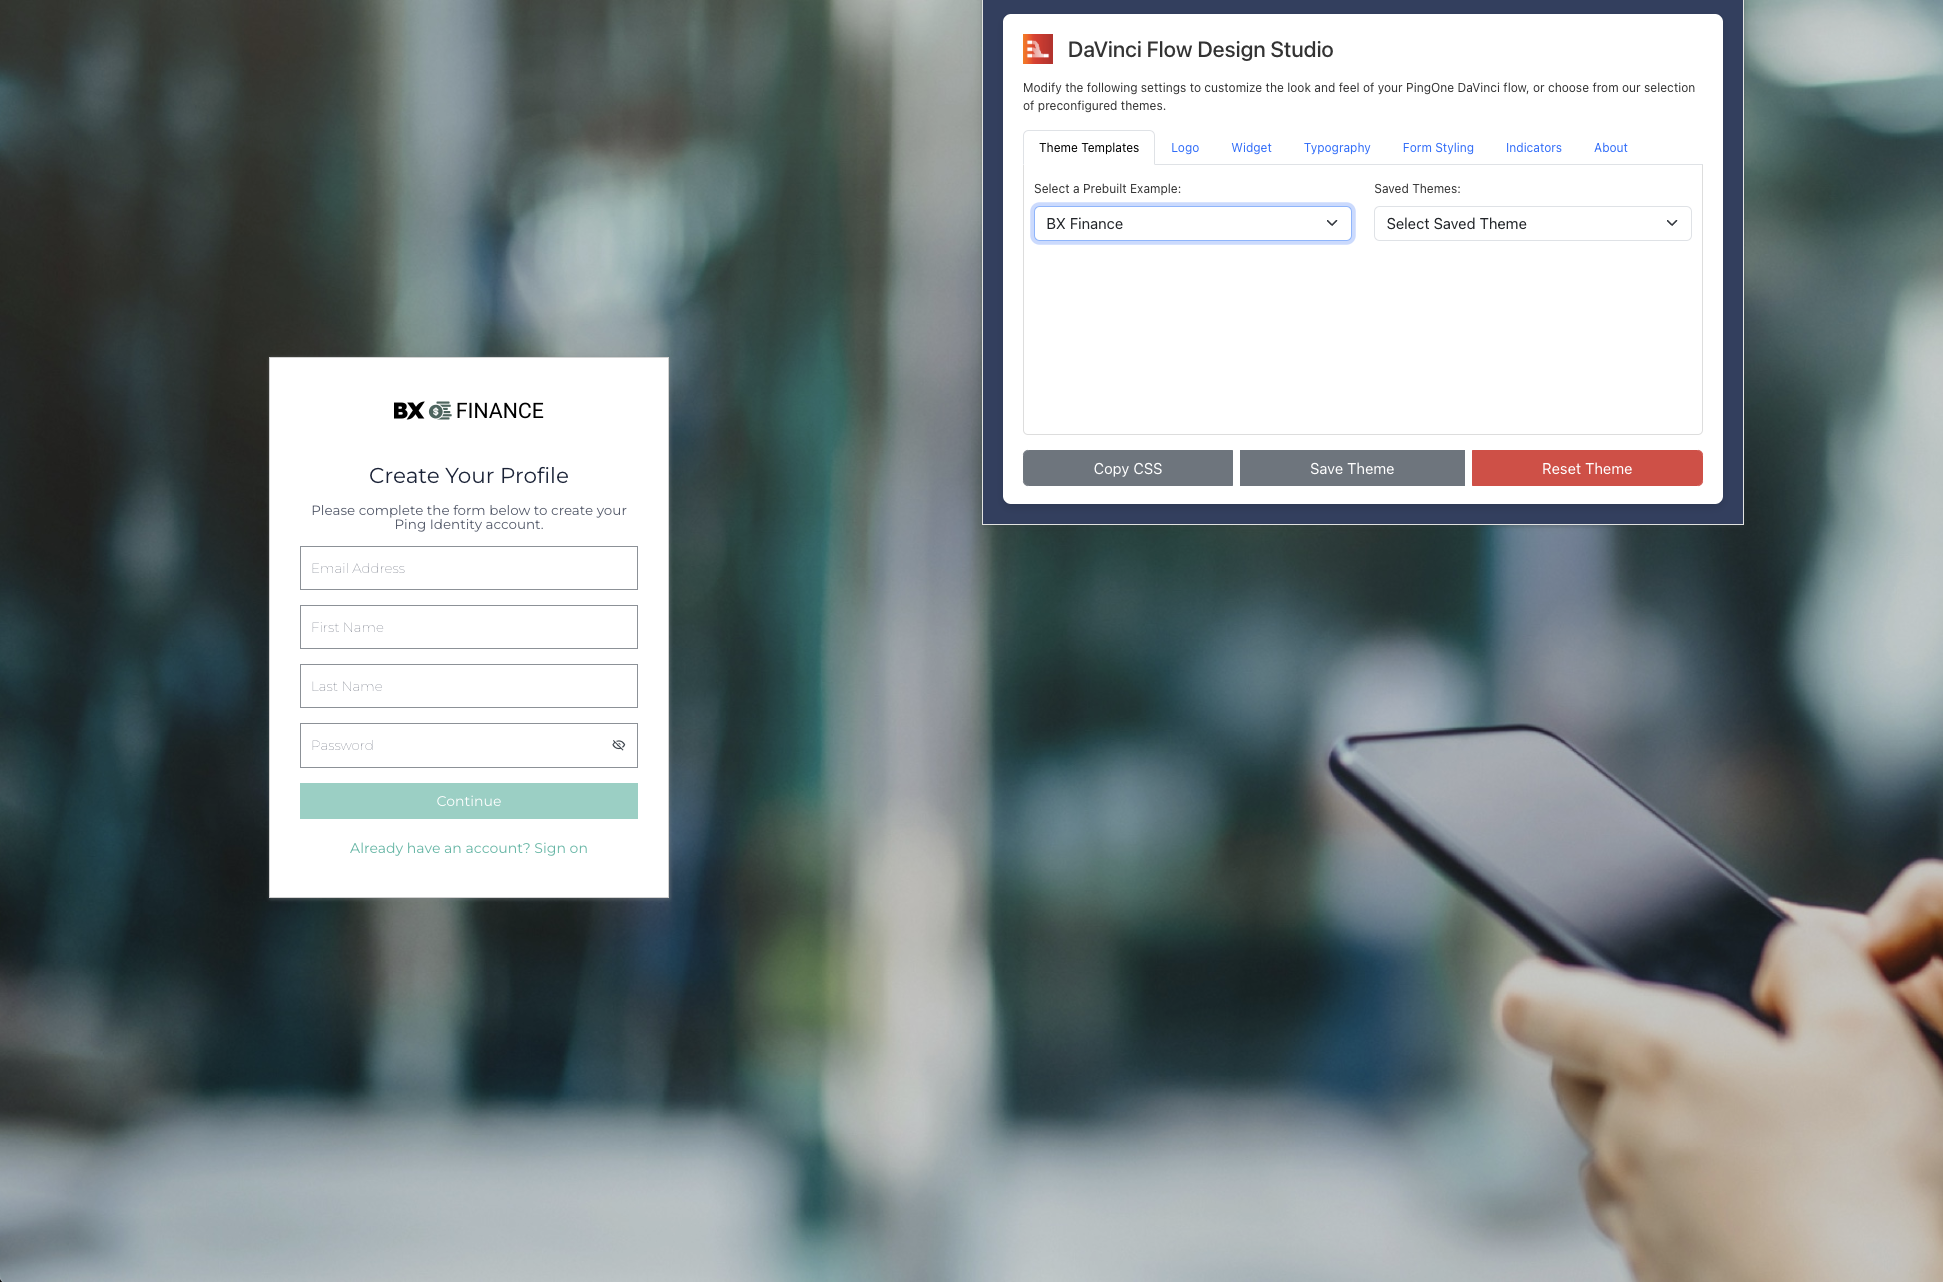 DaVinci Flow Design Studio
Modify the following settings to customize the look and feel of your PingOne DaVinci flow, or choose from our selection
of preconfigured themes.
Theme Templates Logo Widget Typography Form Styling Indicators About
Select a Prebuilt Example: Saved Themes:
BX Finance Select Saved Theme
Copy CSS Save Theme Reset Theme
BX $ FINANCE
Create Your Profile
Please complete the form below to create your
Ping Identity account.
Email Address
First Name
Last Name
Password
Continue
Already have an account? Sign on